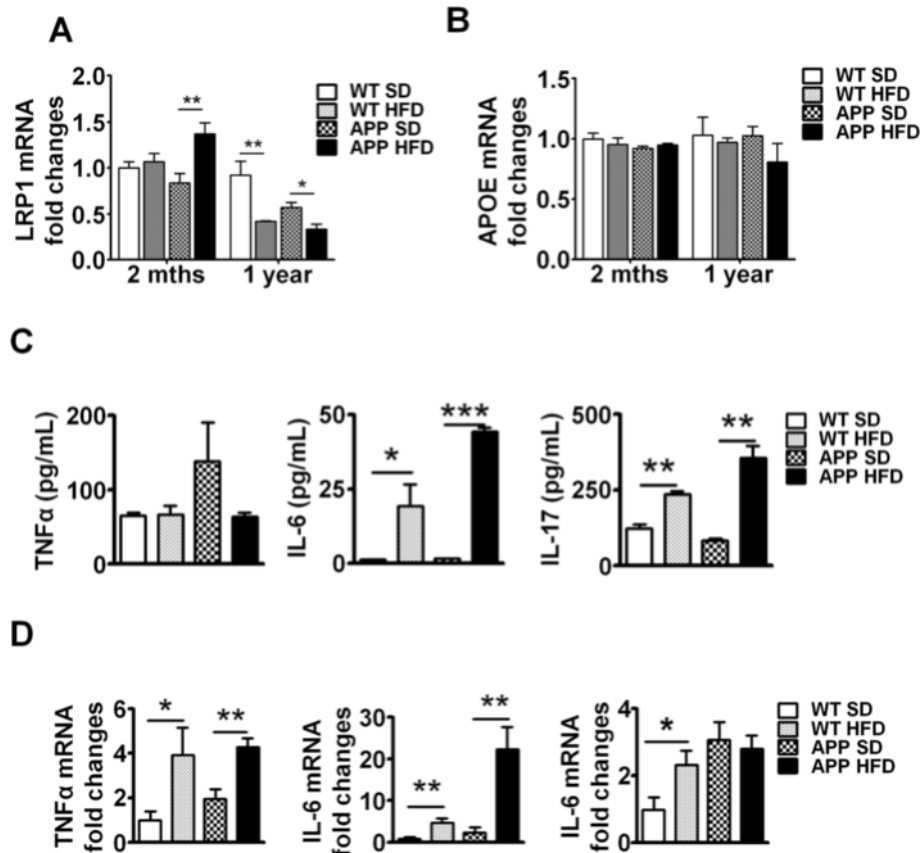 A
LRP1 mRNA
fold changes
2.0
1.5
1.0
0.5
0.0
**
**
*
2 mths
1 year
WT SD
WT HFD
APP SD
APP HFD
B
APOE mRNA
fold changes
1.5
1.0
0.5
0.0
2 mths
1 year
WT SD
WT HFD
APP SD
APP HFD
C
TNFα (pg/mL)
200
100
0
IL-6 (pg/mL)
50
25
0
*
***
IL-17 (pg/mL)
500
250
0
**
**
WT SD
WT HFD
APP SD
APP HFD
D
TNFα mRNA
fold changes
6
4
2
0
*
**
IL-6 mRNA
fold changes
30
20
10
0
**
**
IL-6 mRNA
fold changes
4
2
0
*
WT SD
WT HFD
APP SD
APP HFD